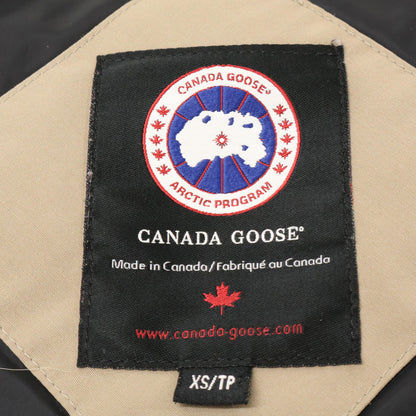 CANADA GOOSE®
ARCTIC PROGRAM
CANADA GOOSE®
Made in Canada/Fabriqué au Canada
www.canada-goose.com
XS/TP